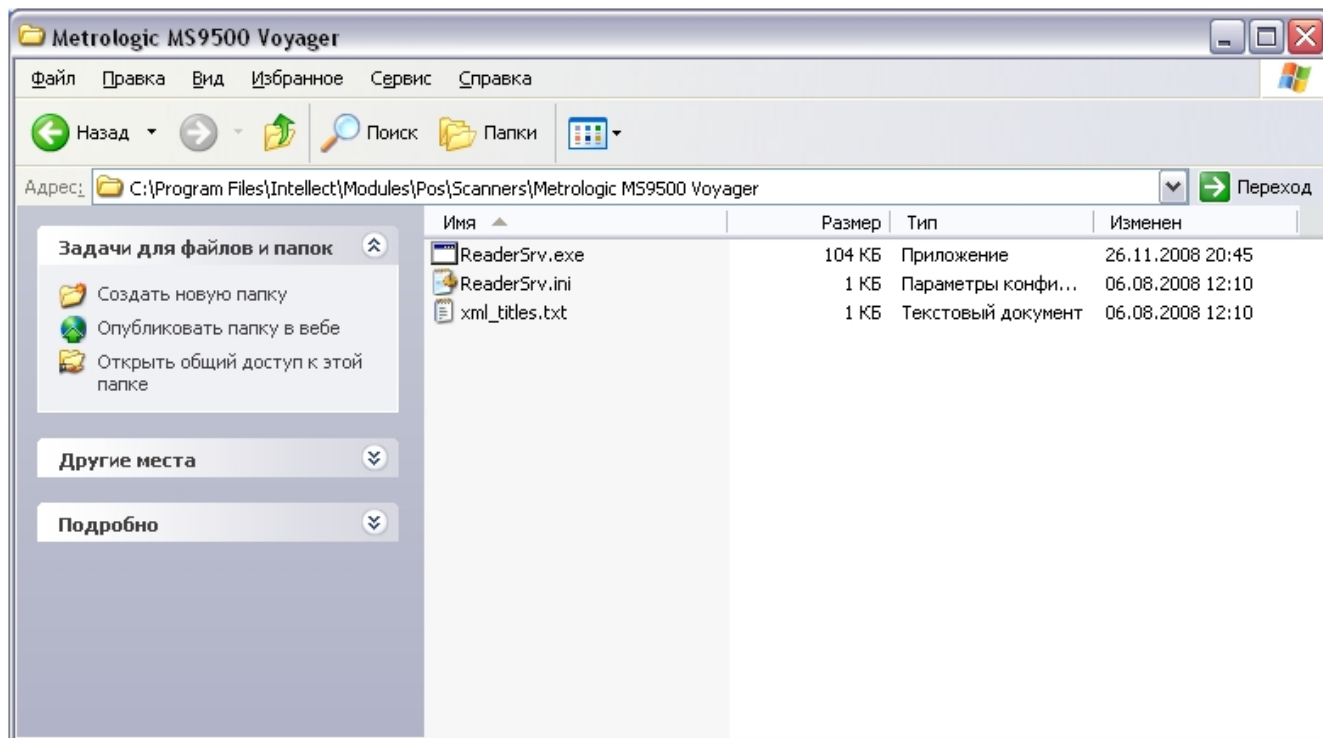 Metrologic MS9500 Voyager
Файл Правка Вид Избранное Сервис Справка
Назад Поиск Папки
Адрес: C:\Program Files\Intellect\Modules\Pos\Scanners\Metrologic MS9500 Voyager Переход
Имя Размер Тип Изменен
Задачи для файлов и папок
Создать новую папку
Опубликовать папку в вебе
Открыть общий доступ к этой
папке
Другие места
Подробно
ReaderSrv.exe 104 КБ Приложение 26.11.2008 20:45
ReaderSrv.ini 1 КБ Параметры конфи... 06.08.2008 12:10
xml_titles.txt 1 КБ Текстовый документ 06.08.2008 12:10